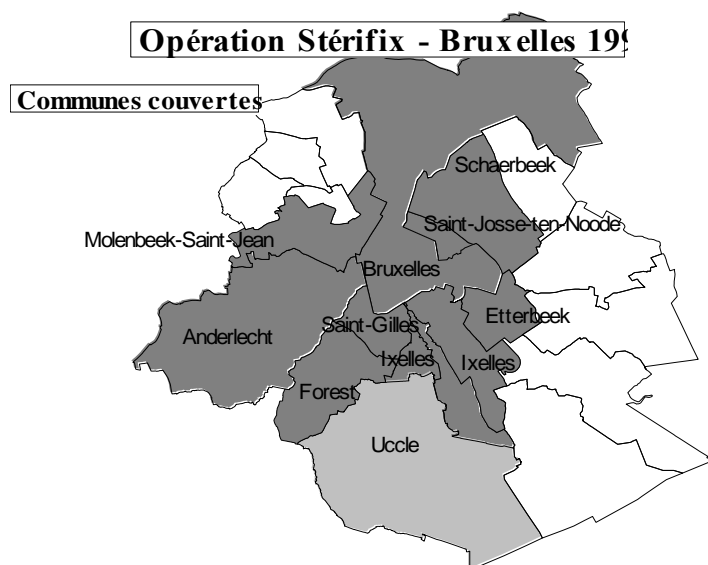 Opération Stérifix - Bruxelles 199
Communes couvertes
Schaerbeek
Saint-Josse-ten-Noode
Molenbeek-Saint-Jean
Bruxelles
Etterbeek
Saint-Gilles
Anderlecht
Ixelles
Ixelles
Forest
Uccle